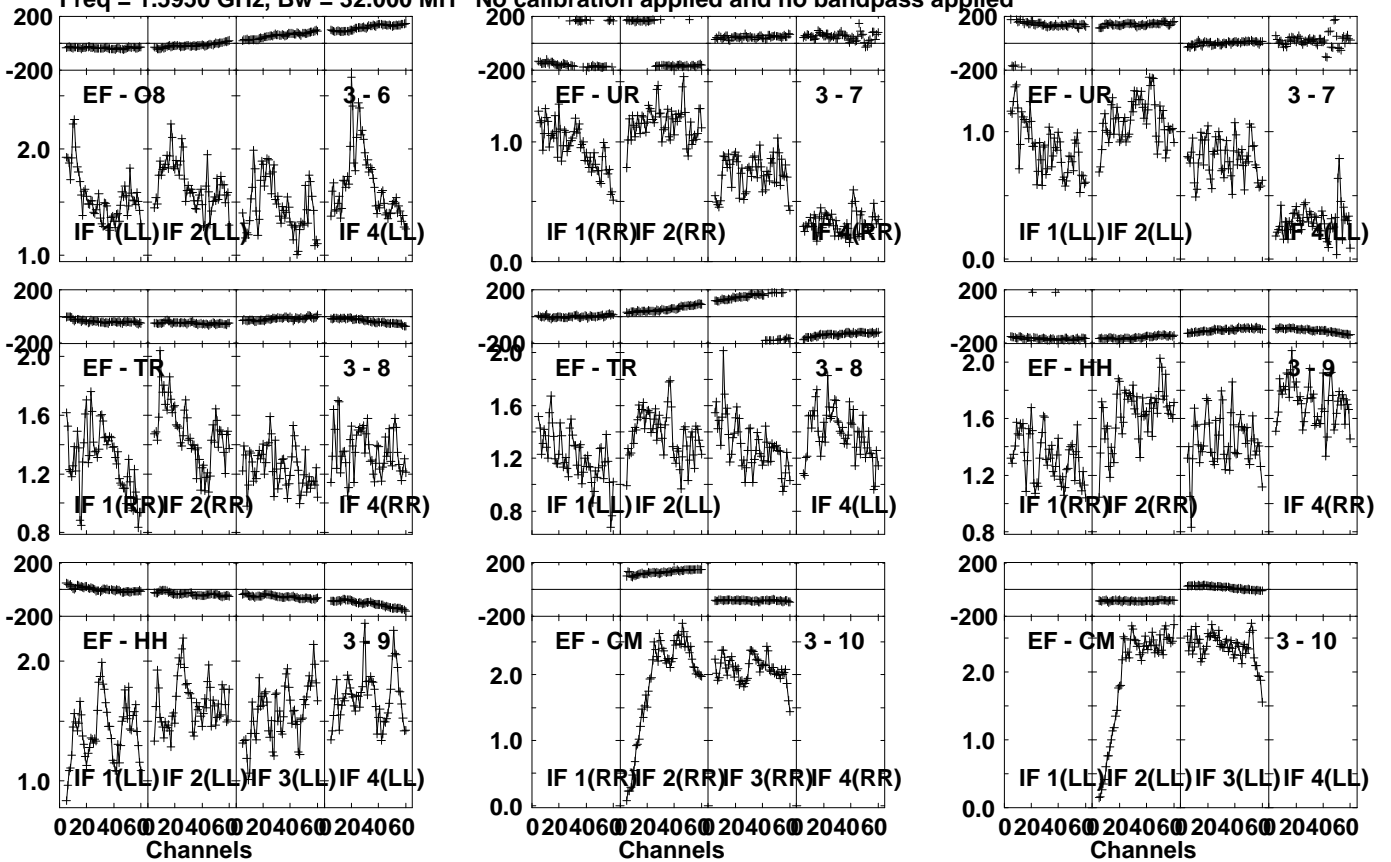 Freq = 1.5950 GHz, Bw = 32.000 MH No calibration applied and no bandpass applied
200
-200
EF - O8 3 - 6
2.0
1.0
IF 1(LL) IF 2(LL) IF 4(LL)
EF - UR 3 - 7
1.0
0.0
IF 1(RR) IF 2(RR) IF 4(RR)
200
-200
EF - UR 3 - 7
1.0
0.0
IF 1(LL) IF 2(LL) IF 4(LL)
200
-200
EF - TR 3 - 8
2.0
1.6
1.2
0.8
IF 1(RR) IF 2(RR) IF 4(RR)
200
-200
EF - TR 3 - 8
2.0
1.6
1.2
0.8
IF 1(LL) IF 2(LL) IF 4(LL)
200
-200
EF - HH 3 - 9
2.0
1.6
1.2
0.8
IF 1(RR) IF 2(RR) IF 4(RR)
200
-200
EF - HH 3 - 9
2.0
1.0
IF 1(LL) IF 2(LL) IF 3(LL) IF 4(LL)
0 20 40 60 0 20 40 60 0 20 40 60 0 20 40 60
Channels
200
-200
EF - CM 3 - 10
2.0
1.0
0.0
IF 1(RR) IF 2(RR) IF 3(RR) IF 4(RR)
0 20 40 60 0 20 40 60 0 20 40 60 0 20 40 60
Channels
200
-200
EF - CM 3 - 10
2.0
1.0
0.0
IF 1(LL) IF 2(LL) IF 3(LL) IF 4(LL)
0 20 40 60 0 20 40 60 0 20 40 60 0 20 40 60
Channels